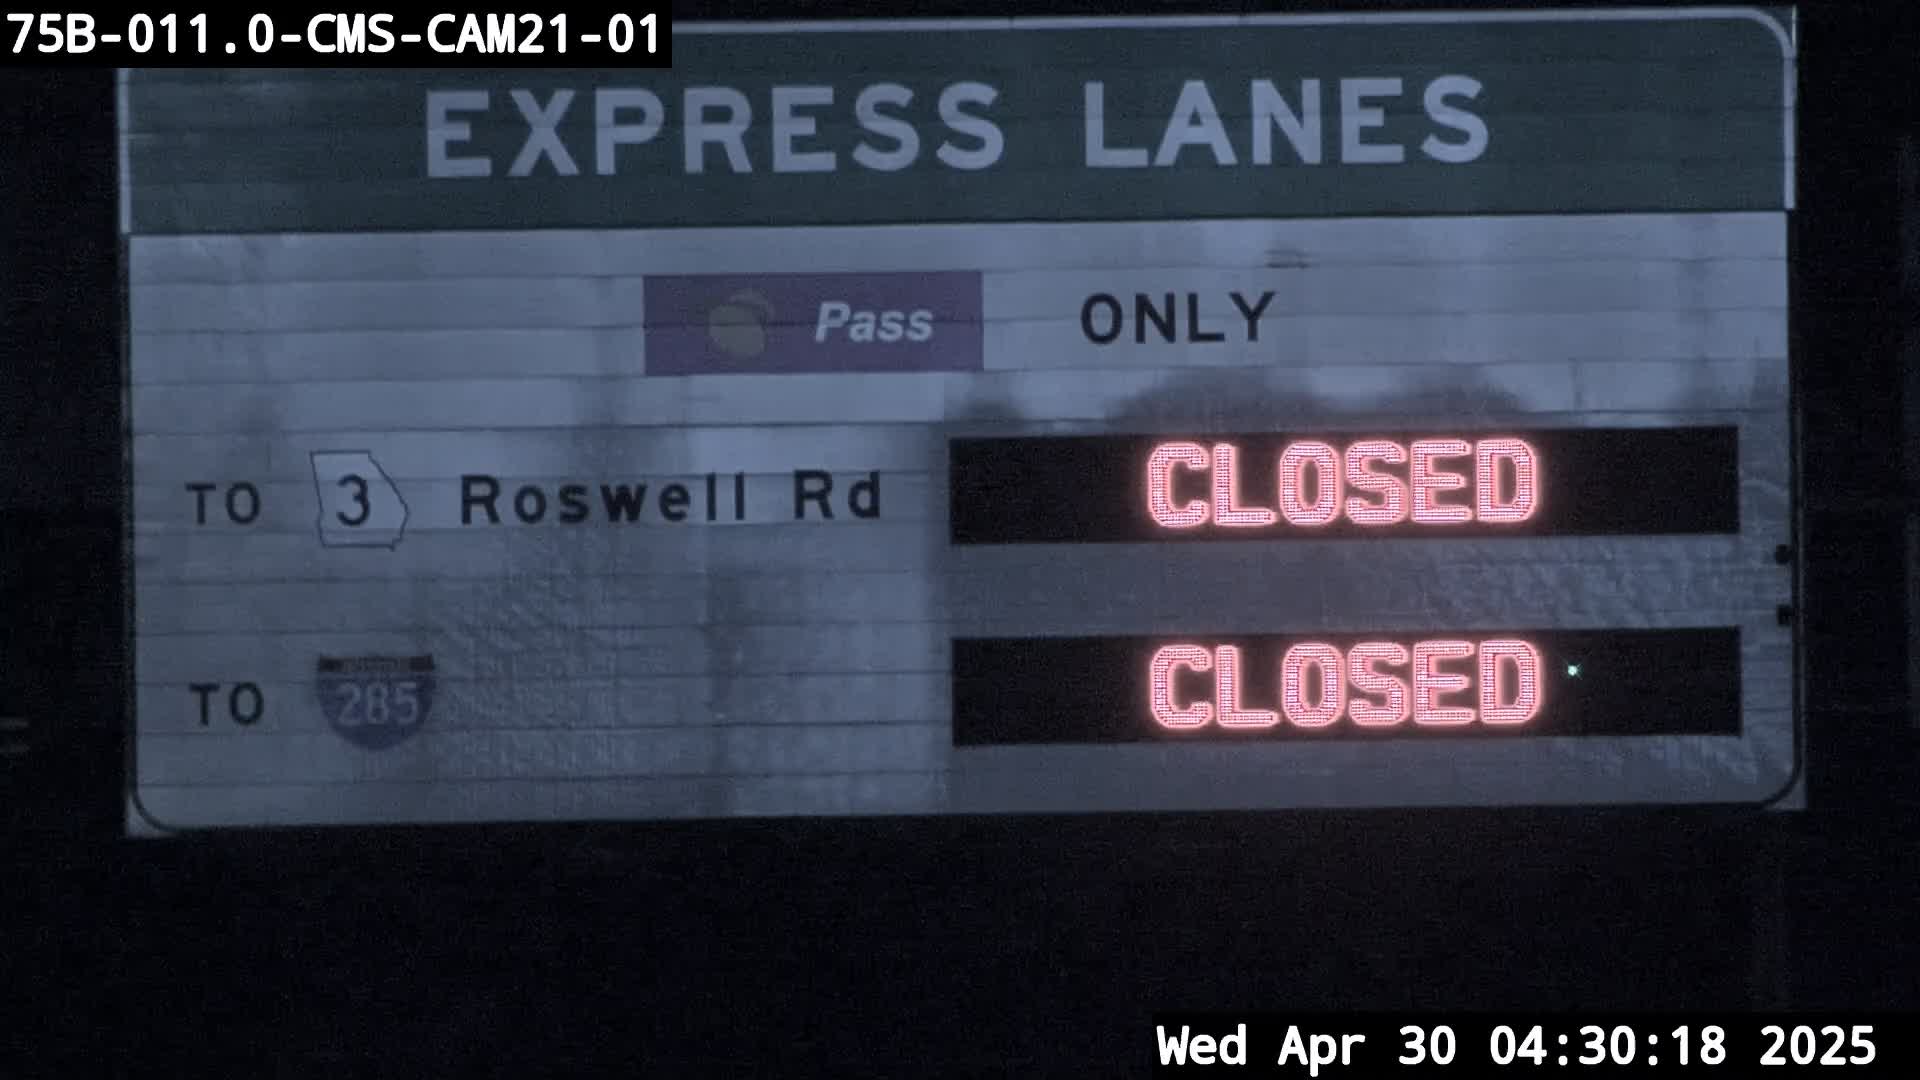 75B-011.0-CMS-CAM21-01
EXPRESS LANES
Pass ONLY
TO 3 Roswell Rd CLOSED
TO 285 CLOSED
Wed Apr 30 04:30:18 2025